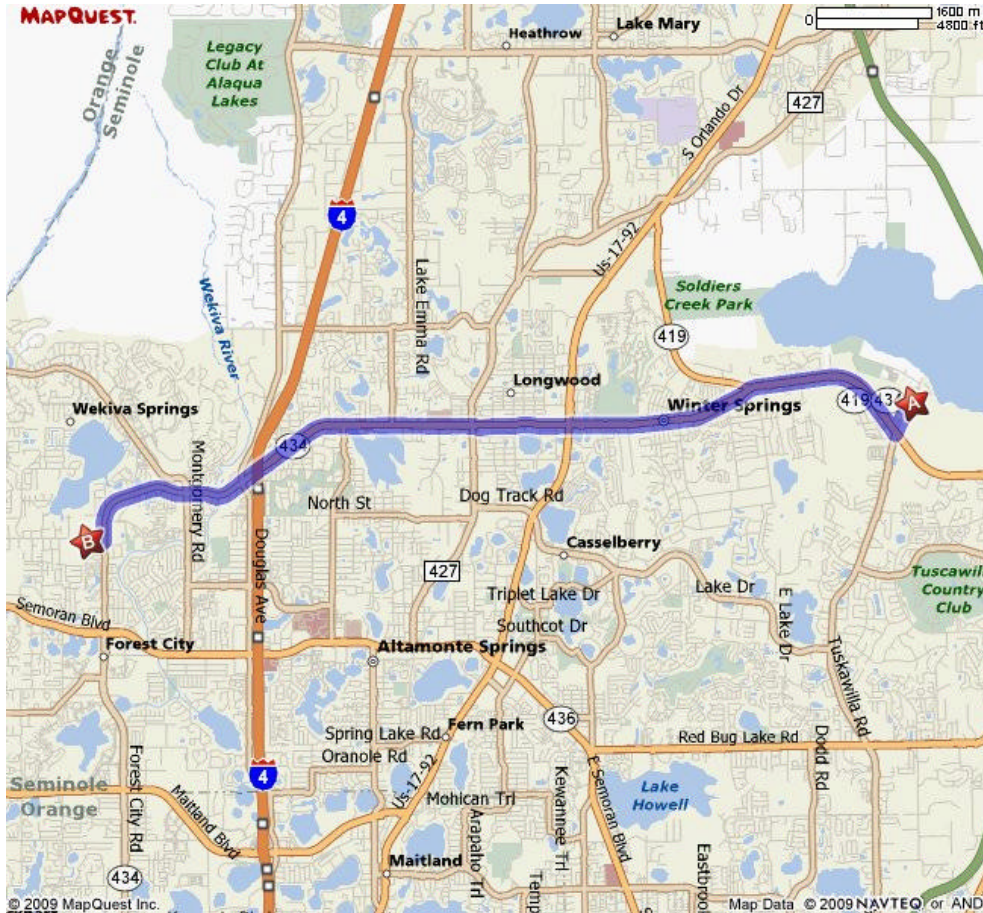 MAPQUEST.
1600 m
0
4800 ft
Lake Mary
Heathrow
Legacy
Club At
Alaqua
Lakes
Orange
Seminole
427
S Orlando Dr
4
Us-17-92
Lake Emma Rd
Wekiva River
Soldiers
Creek Park
419
Longwood
Wekiva Springs
Winter Springs
419
434
A
434
Montgomery Rd
North St
Dog Track Rd
B
Douglas Ave
Casselberry
427
Lake Dr
E Lake Dr
Tuscawill
Country
Club
Triplet Lake Dr
Semoran Blvd
Southcot Dr
Forest City
Altamonte Springs
Tuskawilla Rd
436
Fern Park
Spring Lake Rd
Oranole Rd
Red Bug Lake Rd
Dodd Rd
Us-17-92
E Semoran Blvd
Kewannee Trl
Lake
Howell
Seminole
Orange
4
Mohican Trl
Forest City Rd
Maitland Blvd
Arapaho Trl
Maitland
434
Temp
Eastbrook
© 2009 MapQuest Inc.
Map Data © 2009 NAVTEQ or AND